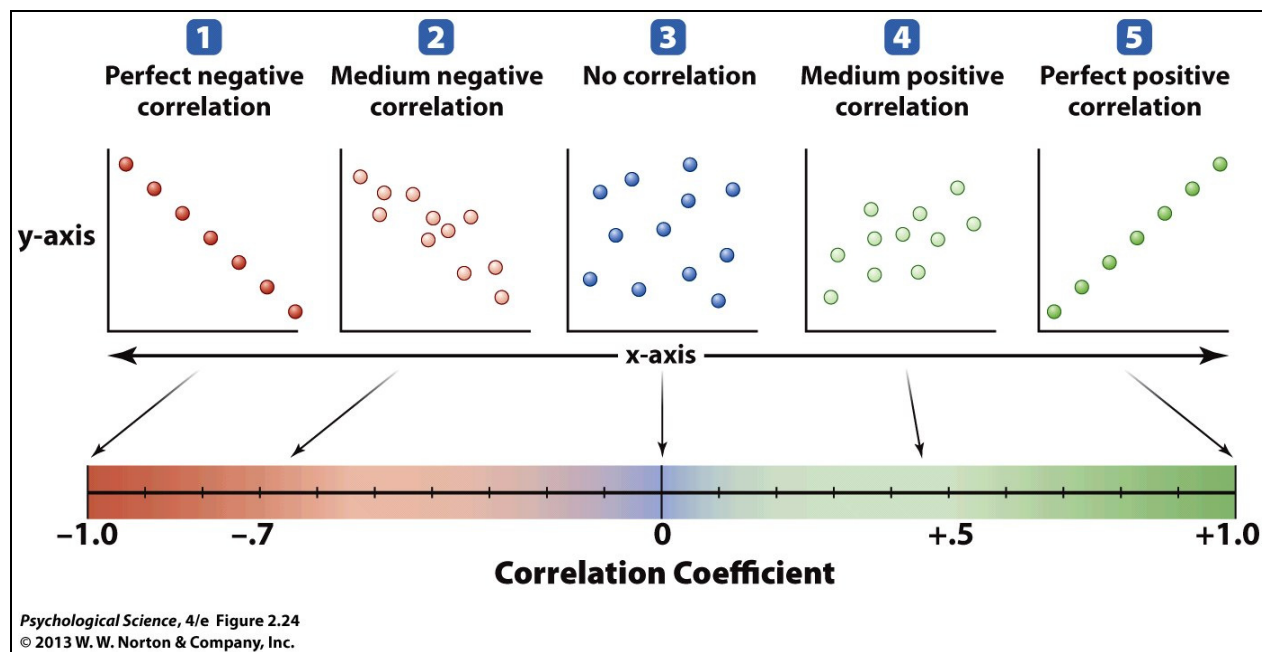 1
Perfect negative
correlation
2
Medium negative
correlation
3
No correlation
4
Medium positive
correlation
5
Perfect positive
correlation
y-axis
x-axis
–1.0
–.7
0
+.5
+1.0
Correlation Coefficient
Psychological Science, 4/e Figure 2.24
© 2013 W. W. Norton & Company, Inc.